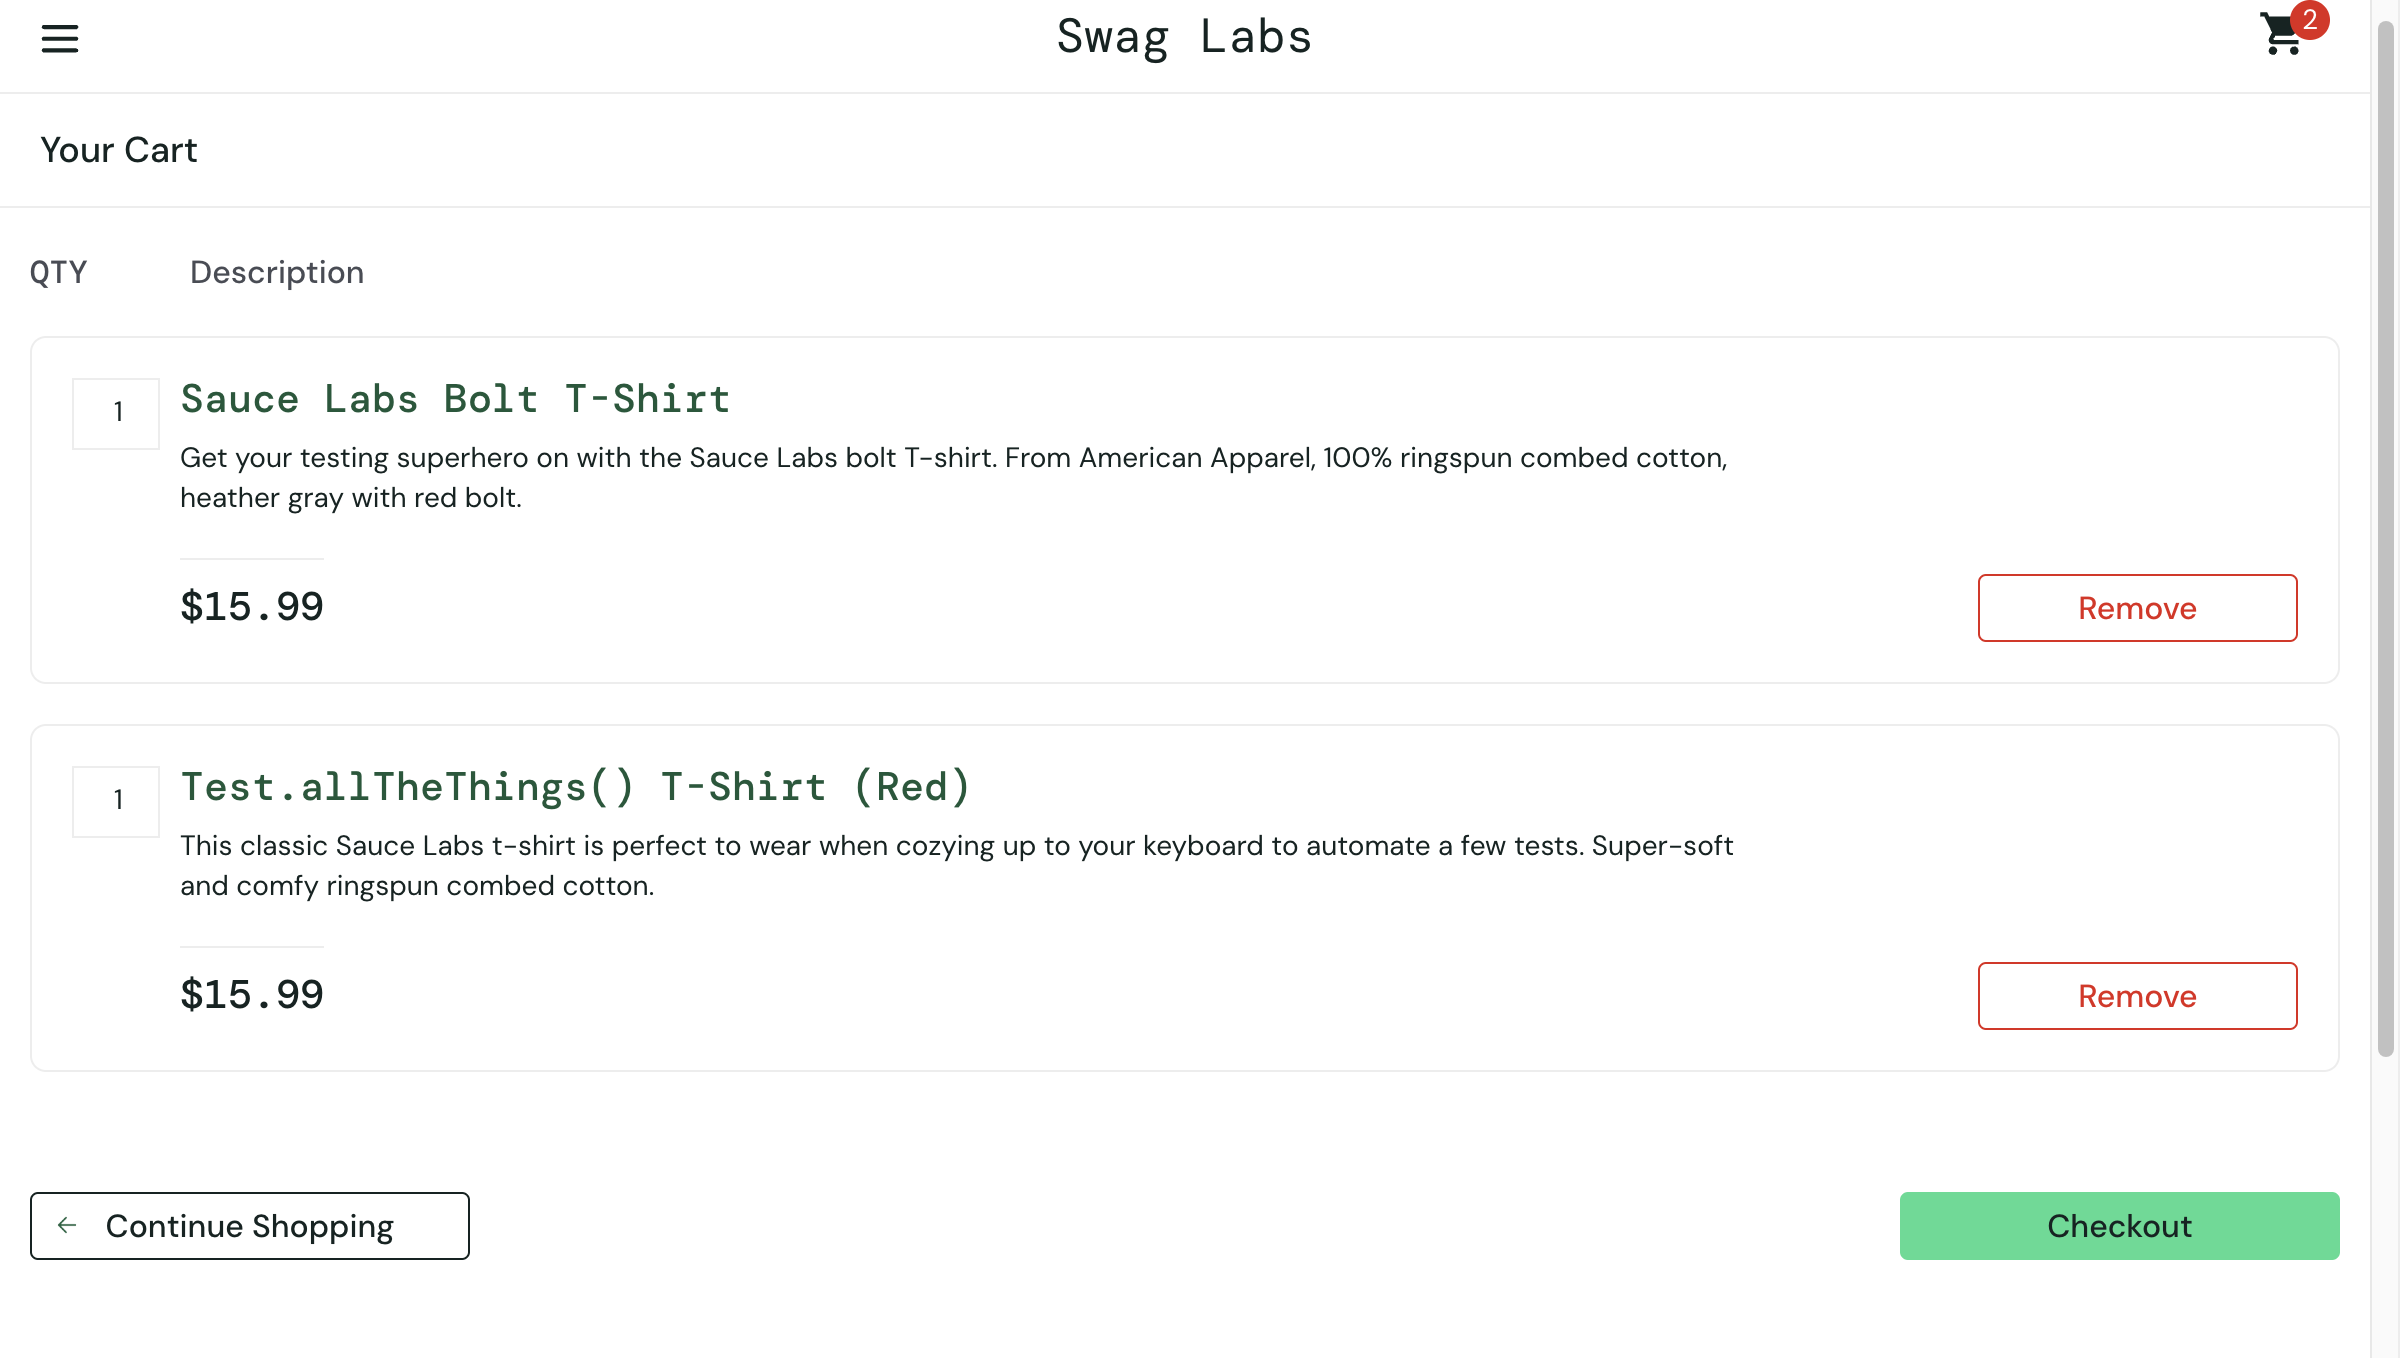 Swag Labs
2
Your Cart
QTY Description
1
Sauce Labs Bolt T-Shirt
Get your testing superhero on with the Sauce Labs bolt T-shirt. From American Apparel, 100% ringspun combed cotton,
heather gray with red bolt.
$15.99
Remove
1
Test.allTheThings() T-Shirt (Red)
This classic Sauce Labs t-shirt is perfect to wear when cozying up to your keyboard to automate a few tests. Super-soft
and comfy ringspun combed cotton.
$15.99
Remove
Continue Shopping
Checkout